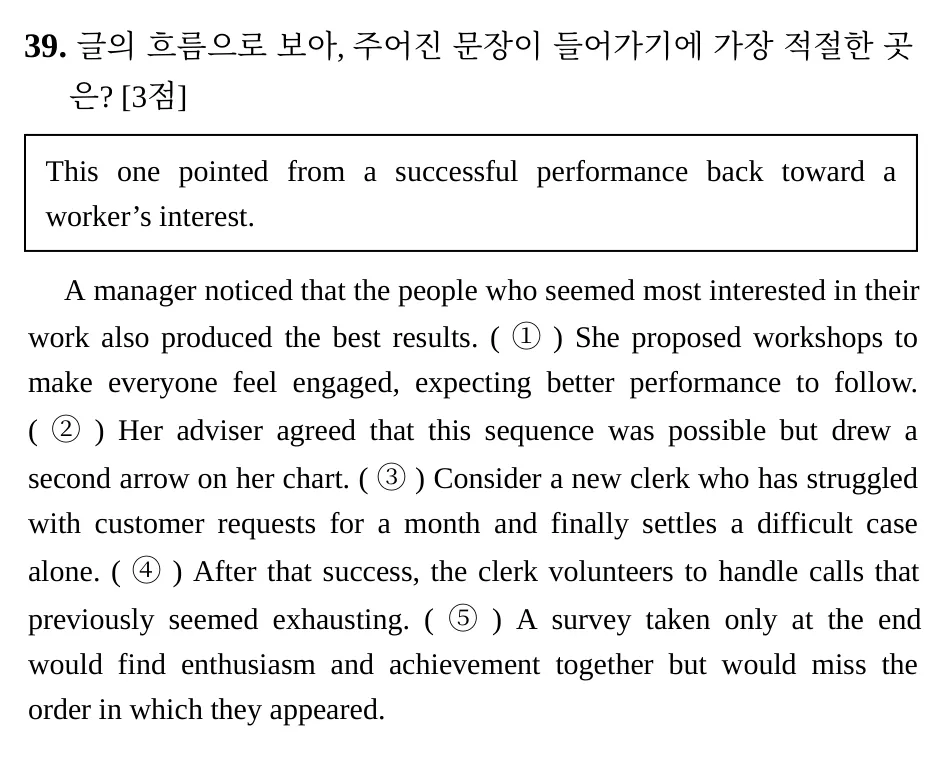 39. 글의 흐름으로 보아, 주어진 문장이 들어가기에 가장 적절한 곳
은? [3점]
This one pointed from a successful performance back toward a
worker’s interest.
A manager noticed that the people who seemed most interested in their
work also produced the best results. ( ① ) She proposed workshops to
make everyone feel engaged, expecting better performance to follow.
( ② ) Her adviser agreed that this sequence was possible but drew a
second arrow on her chart. ( ③ ) Consider a new clerk who has struggled
with customer requests for a month and finally settles a difficult case
alone. ( ④ ) After that success, the clerk volunteers to handle calls that
previously seemed exhausting. ( ⑤ ) A survey taken only at the end
would find enthusiasm and achievement together but would miss the
order in which they appeared.